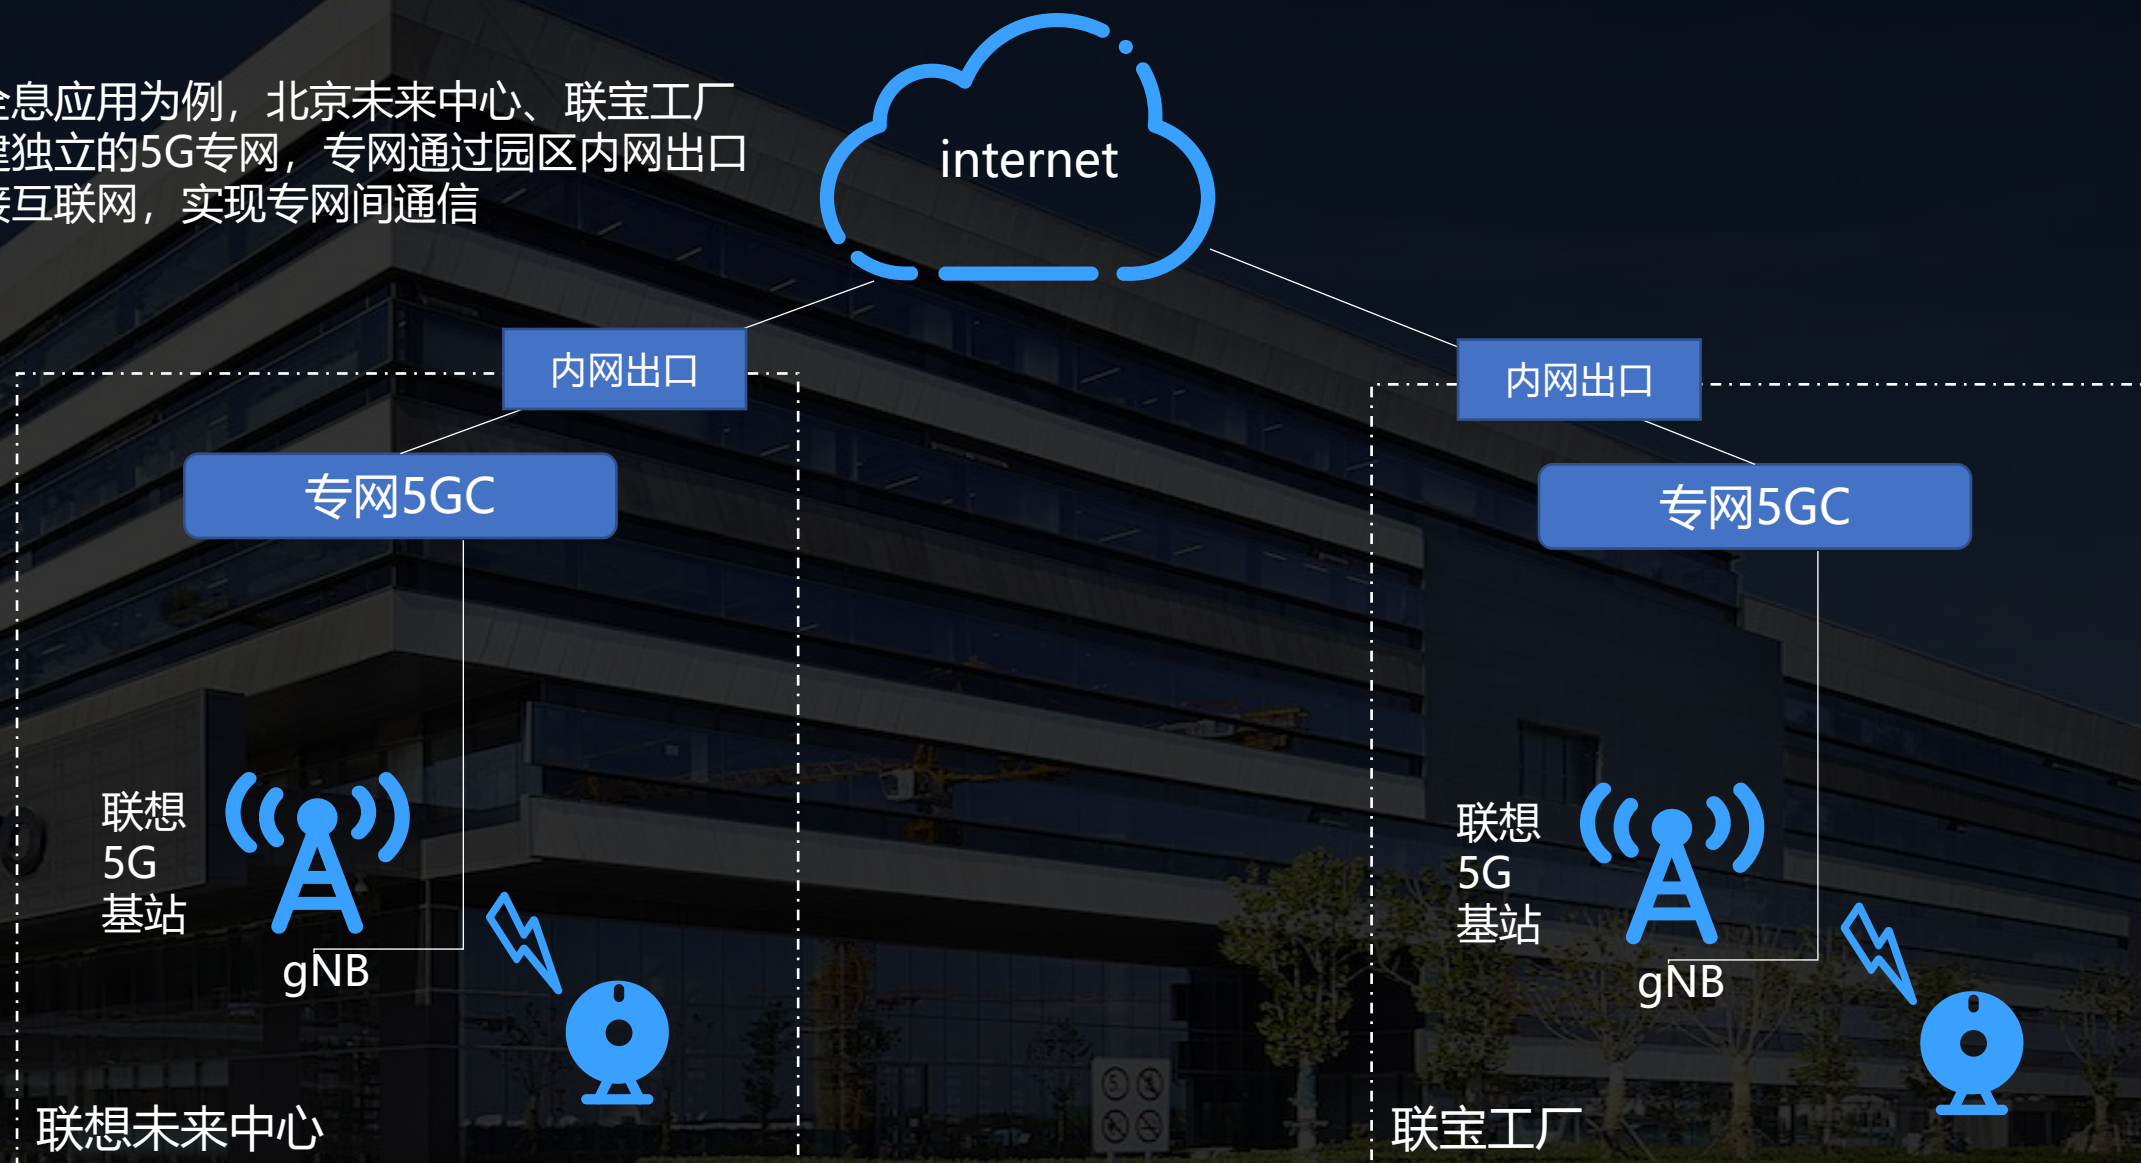 全息应用为例，北京未来中心、联宝工厂
建独立的5G专网，专网通过园区内网出口
接互联网，实现专网间通信
internet
内网出口
内网出口
专网5GC
专网5GC
联想
5G
基站
gNB
联想
5G
基站
gNB
联想未来中心
联宝工厂